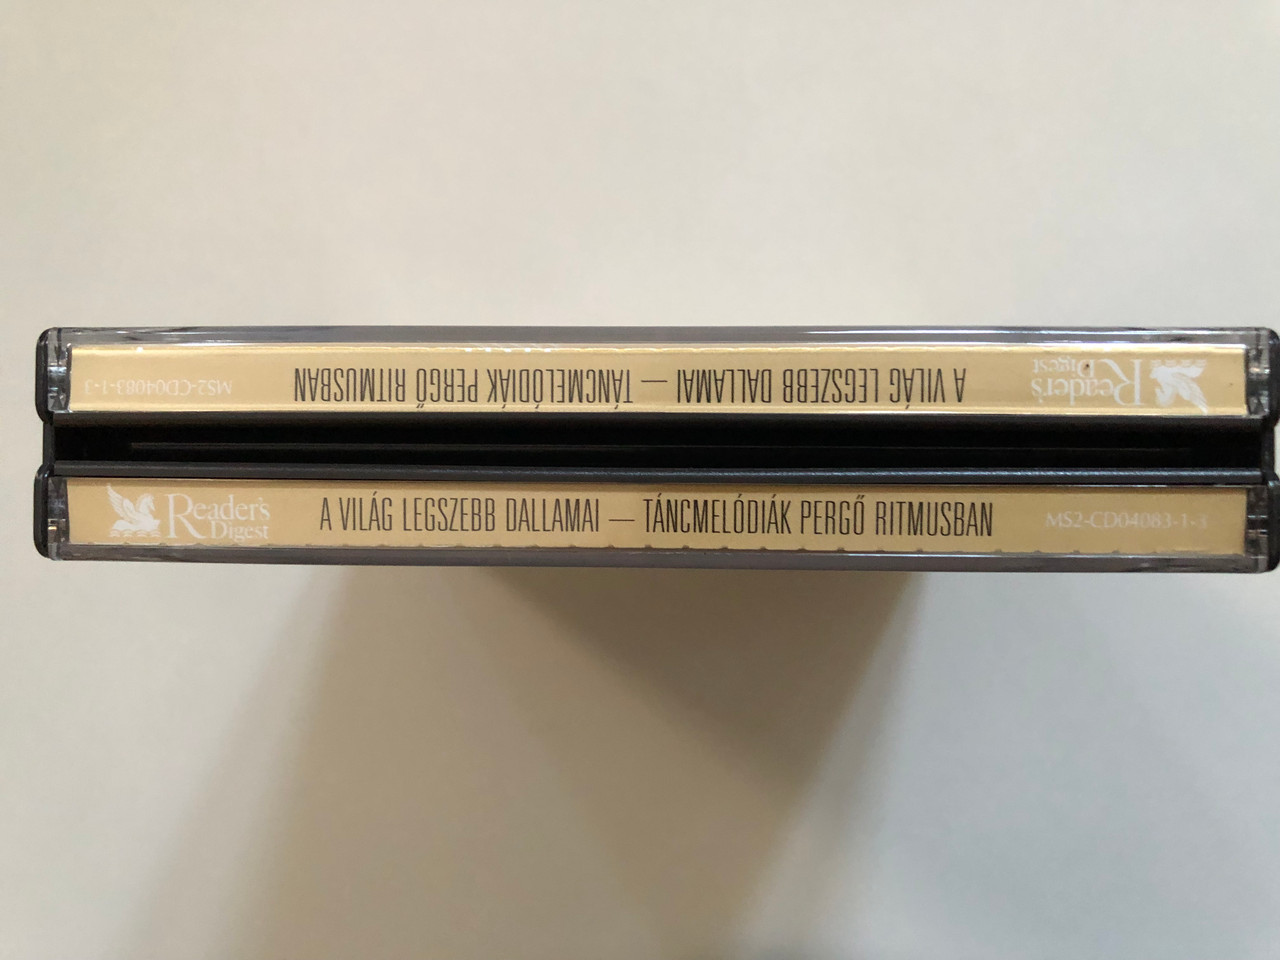 Reader's Digest A VILÁG LEGSZEBB DALLAMAI — TÁNCMELÓDIÁK PERGŐ RITMUSBAN MS2-CD04083-1-3
Reader's Digest A VILÁG LEGSZEBB DALLAMAI — TÁNCMELÓDIÁK PERGŐ RITMUSBAN MS2-CD04083-1-3